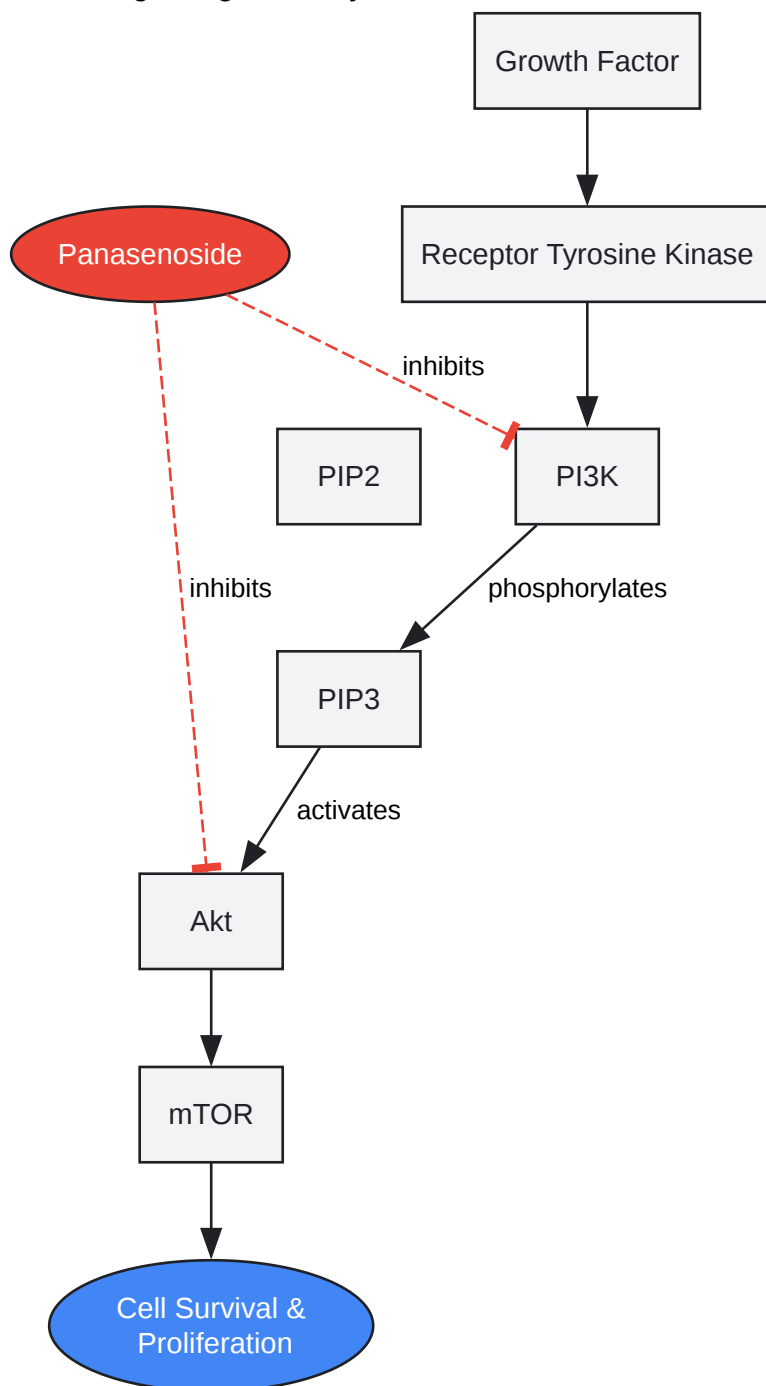 Growth Factor
Panasenoside
Receptor Tyrosine Kinase
inhibits
PIP2
PI3K
inhibits
phosphorylates
PIP3
activates
Akt
mTOR
Cell Survival &
Proliferation